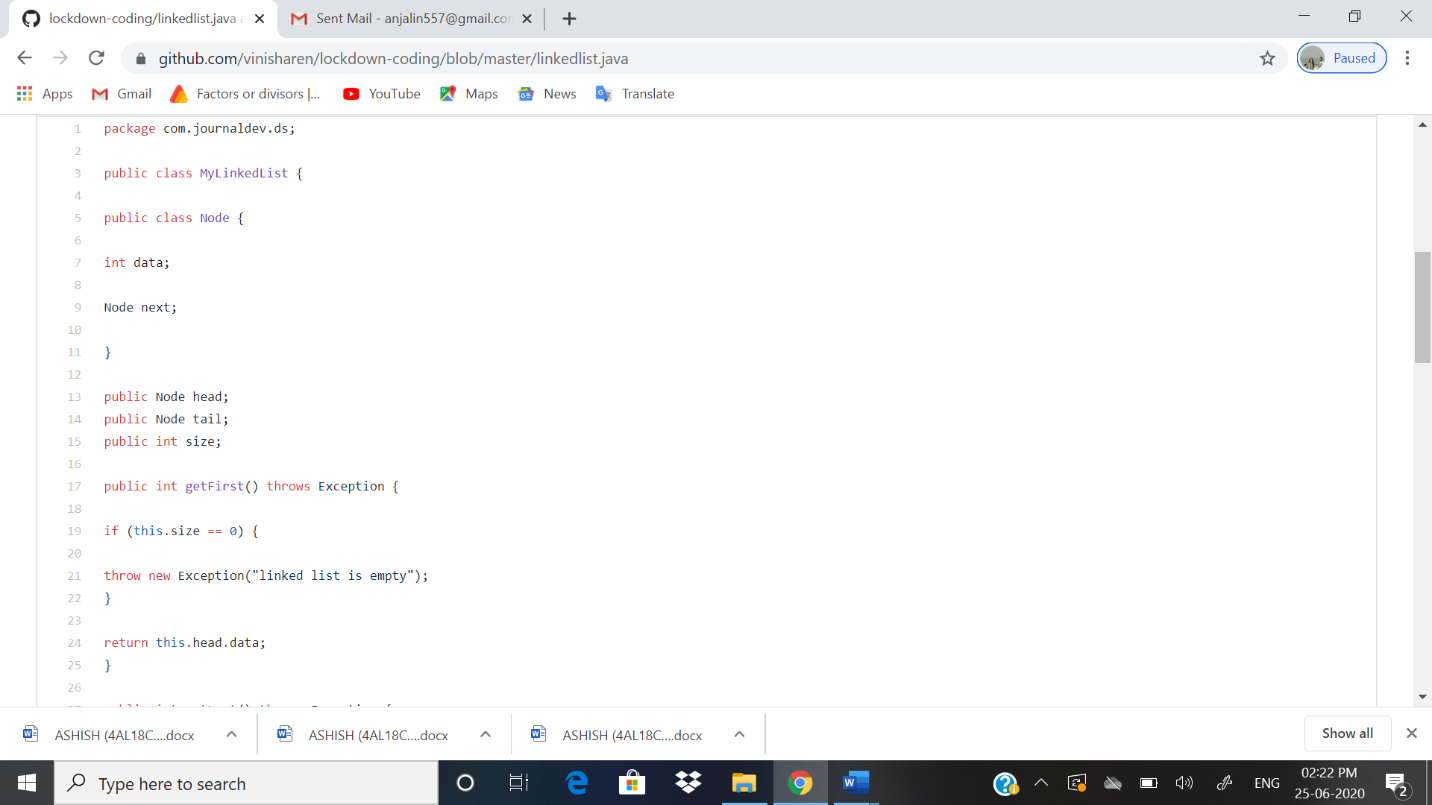 lockdown-coding/linkedlist.java
Sent Mail - anjalin557@gmail.co
github.com/vinisharen/lockdown-coding/blob/master/linkedlist.java
Paused
Apps
Gmail
Factors or divisors |...
YouTube
Maps
News
Translate
1 package com.journaldev.ds;
2
3 public class MyLinkedList {
4
5 public class Node {
6
7 int data;
8
9 Node next;
10
11 }
12
13 public Node head;
14 public Node tail;
15 public int size;
16
17 public int getFirst() throws Exception {
18
19 if (this.size == 0) {
20
21 throw new Exception("linked list is empty");
22 }
23
24 return this.head.data;
25 }
26
ASHISH (4AL18C....docx
ASHISH (4AL18C....docx
ASHISH (4AL18C....docx
Show all
Type here to search
ENG
02:22 PM
25-06-2020
2